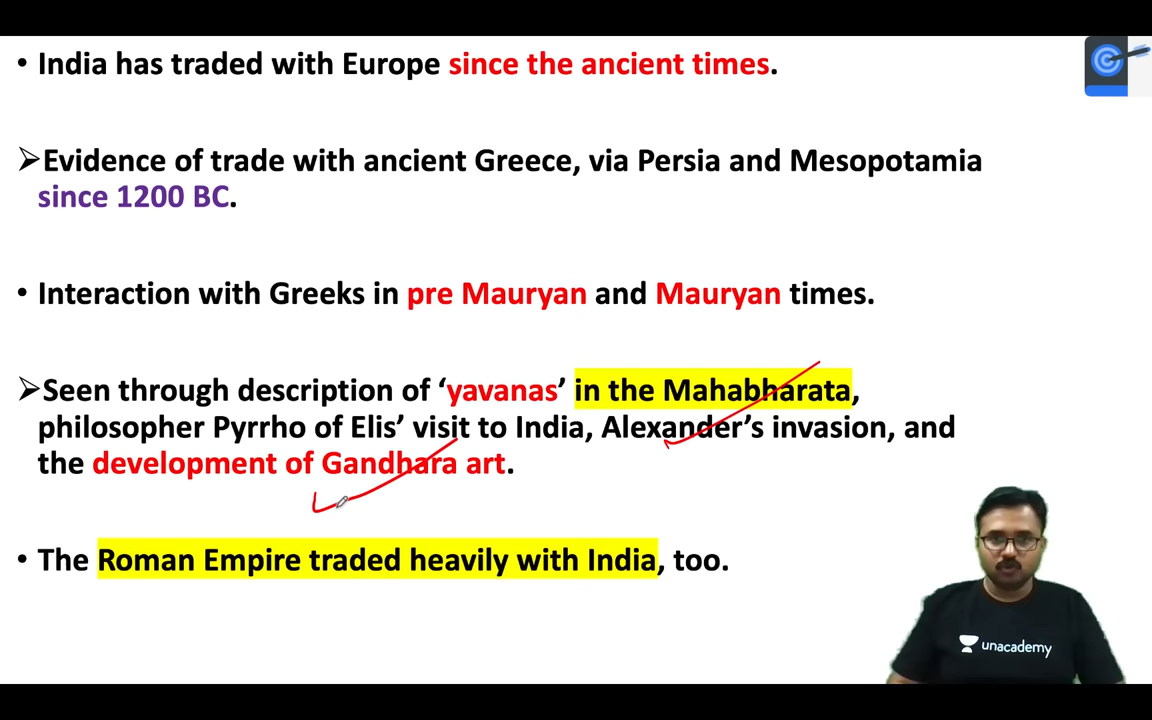 • India has traded with Europe since the ancient times.
➢Evidence of trade with ancient Greece, via Persia and Mesopotamia
since 1200 BC.
• Interaction with Greeks in pre Mauryan and Mauryan times.
➢Seen through description of ‘yavanas’ in the Mahabharata,
philosopher Pyrrho of Elis’ visit to India, Alexander’s invasion, and
the development of Gandhara art.
• The Roman Empire traded heavily with India, too.
unacademy